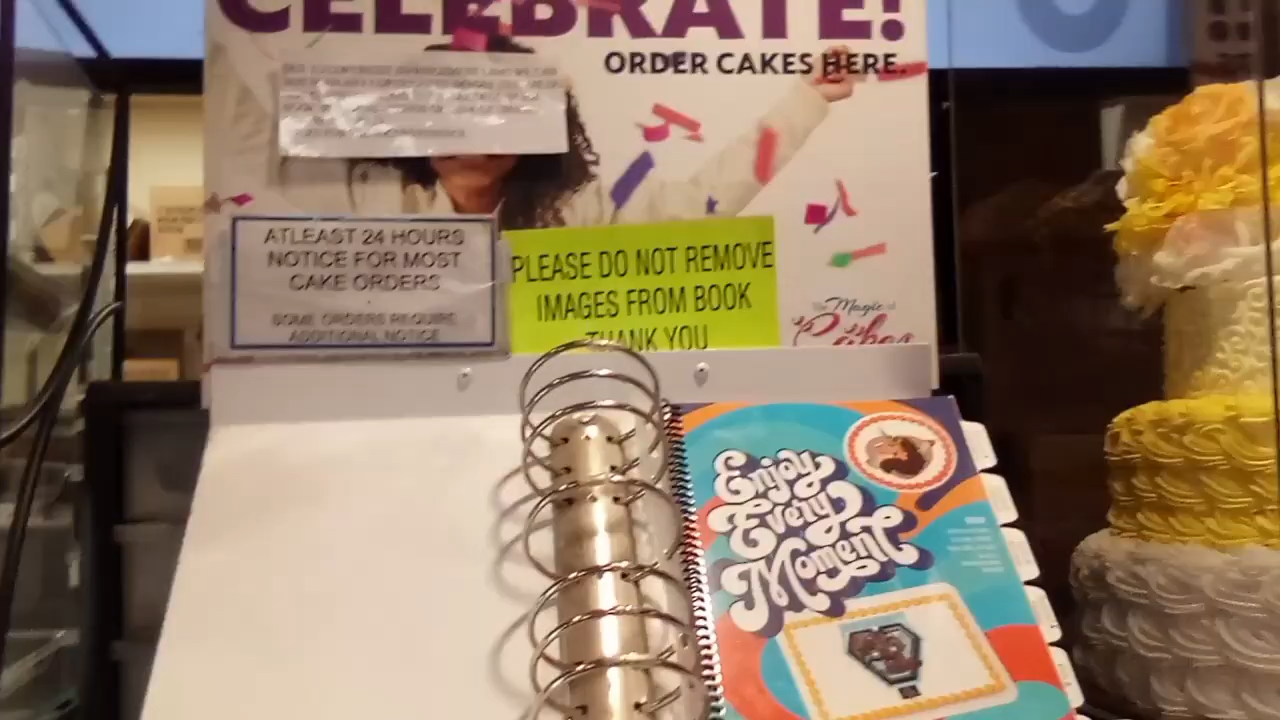 CELEBRATE!
ORDER CAKES HERE.
ATLEAST 24 HOURS
NOTICE FOR MOST
CAKE ORDERS
SOME ORDERS REQUIRE
ADDITIONAL NOTICE
PLEASE DO NOT REMOVE
IMAGES FROM BOOK
THANK YOU
The Magic of
Cakes
Enjoy
Every
Moment